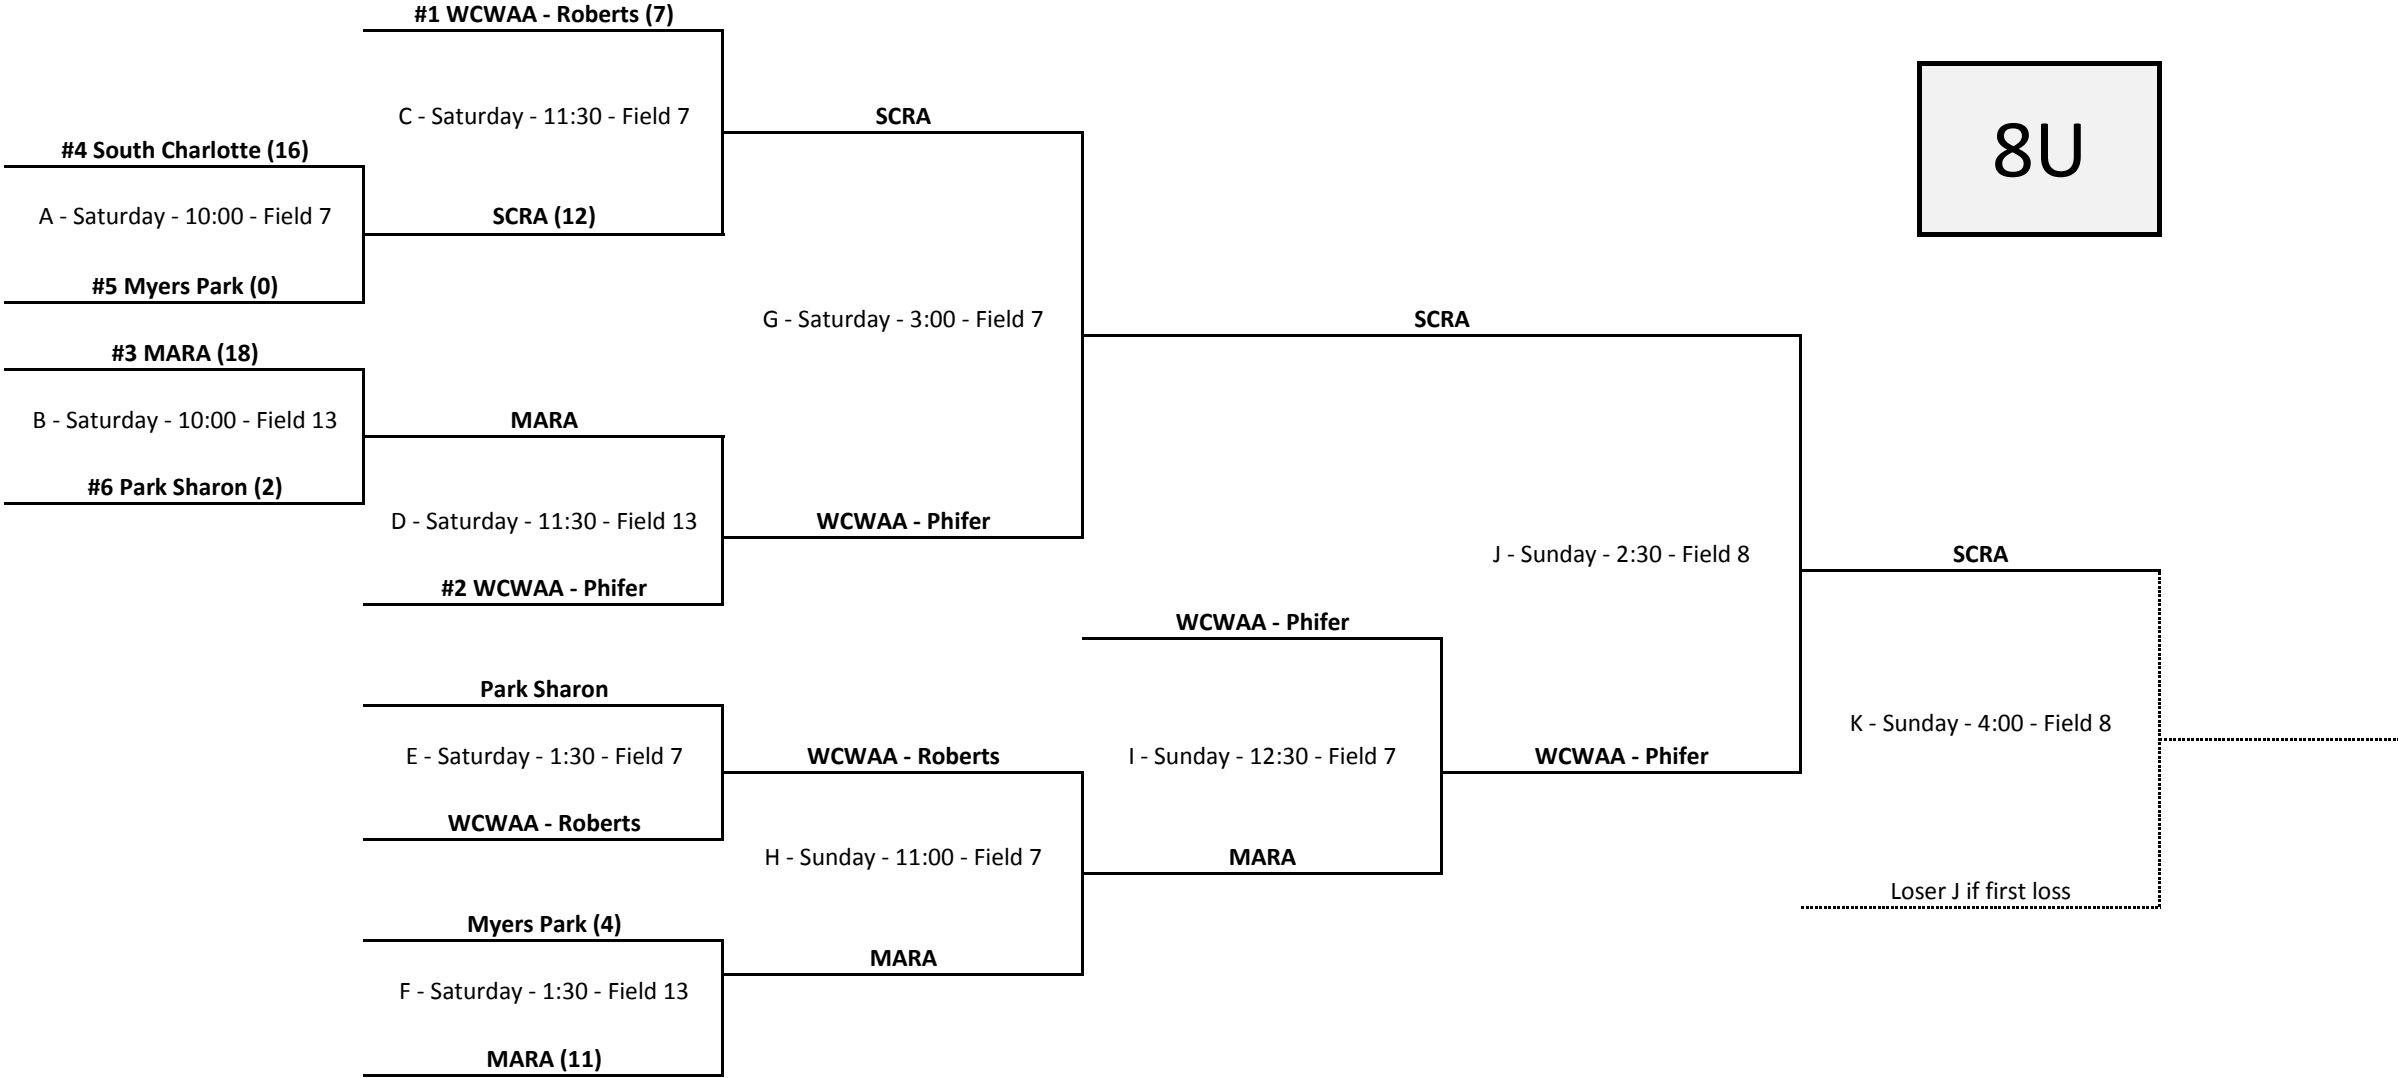 #1 WCWAA - Roberts (7)
C - Saturday - 11:30 - Field 7
SCRA
8U
#4 South Charlotte (16)
A - Saturday - 10:00 - Field 7
SCRA (12)
#5 Myers Park (0)
G - Saturday - 3:00 - Field 7
SCRA
#3 MARA (18)
B - Saturday - 10:00 - Field 13
MARA
#6 Park Sharon (2)
D - Saturday - 11:30 - Field 13
WCWAA - Phifer
J - Sunday - 2:30 - Field 8
SCRA
#2 WCWAA - Phifer
WCWAA - Phifer
Park Sharon
K - Sunday - 4:00 - Field 8
E - Saturday - 1:30 - Field 7
WCWAA - Roberts
I - Sunday - 12:30 - Field 7
WCWAA - Phifer
WCWAA - Roberts
H - Sunday - 11:00 - Field 7
MARA
Loser J if first loss
Myers Park (4)
MARA
F - Saturday - 1:30 - Field 13
MARA (11)